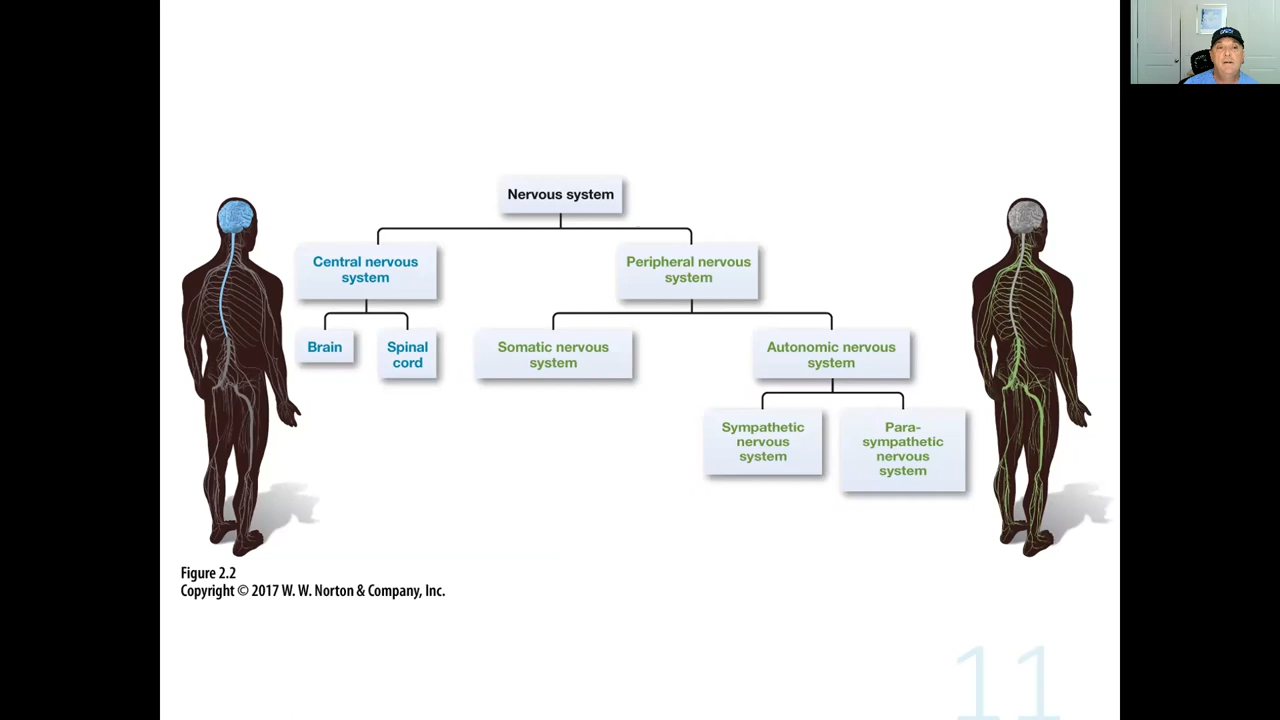 Nervous system
Central nervous
system
Peripheral nervous
system
Brain
Spinal
cord
Somatic nervous
system
Autonomic nervous
system
Sympathetic
nervous
system
Para-
sympathetic
nervous
system
Figure 2.2
Copyright © 2017 W. W. Norton & Company, Inc.
11